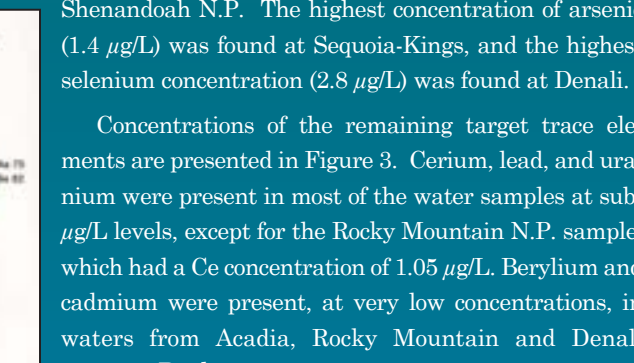 Shenandoah N.P. The highest concentration of arseni
(1.4 μg/L) was found at Sequoia-Kings, and the highes
selenium concentration (2.8 μg/L) was found at Denali.
Concentrations of the remaining target trace ele
ments are presented in Figure 3. Cerium, lead, and ura
nium were present in most of the water samples at sub
μg/L levels, except for the Rocky Mountain N.P. sample
which had a Ce concentration of 1.05 μg/L. Berylium and
cadmium were present, at very low concentrations, in
waters from Acadia, Rocky Mountain and Denal